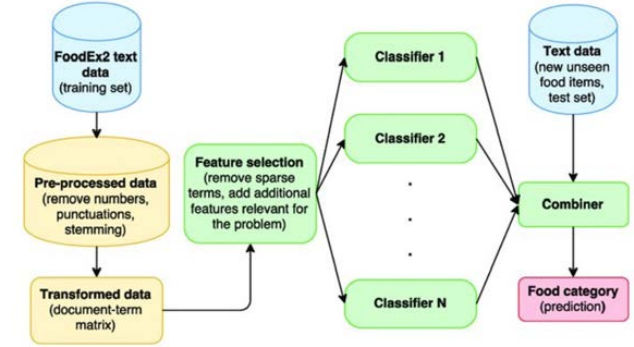 FoodEx2 text
data
(training set)
Pre-processed data
(remove numbers,
punctuations,
stemming)
Transformed data
(document-term
matrix)
Feature selection
(remove sparse
terms, add additional
features relevant for
the problem)
Classifier 1
Classifier 2
.
.
.
Classifier N
Text data
(new unseen
food items,
test set)
Combiner
Food category
(prediction)